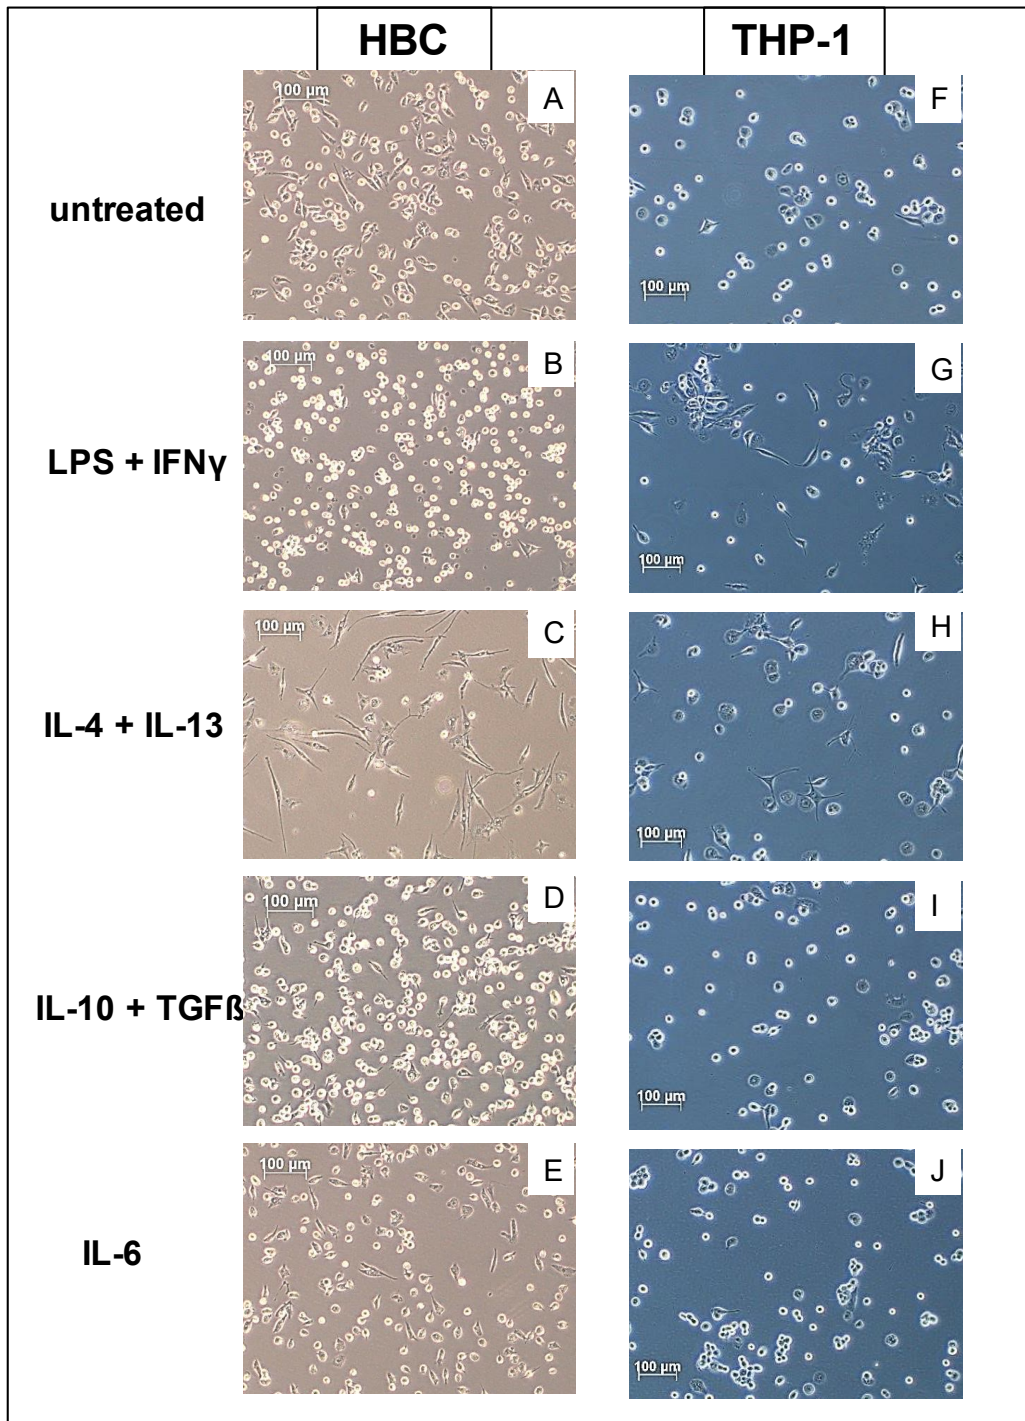 HBC THP-1
untreated
100 µm A
100 µm F
LPS + IFNγ
100 µm B
100 µm G
IL-4 + IL-13
100 µm C
100 µm H
IL-10 + TGFß
100 µm D
100 µm I
IL-6
100 µm E
100 µm J